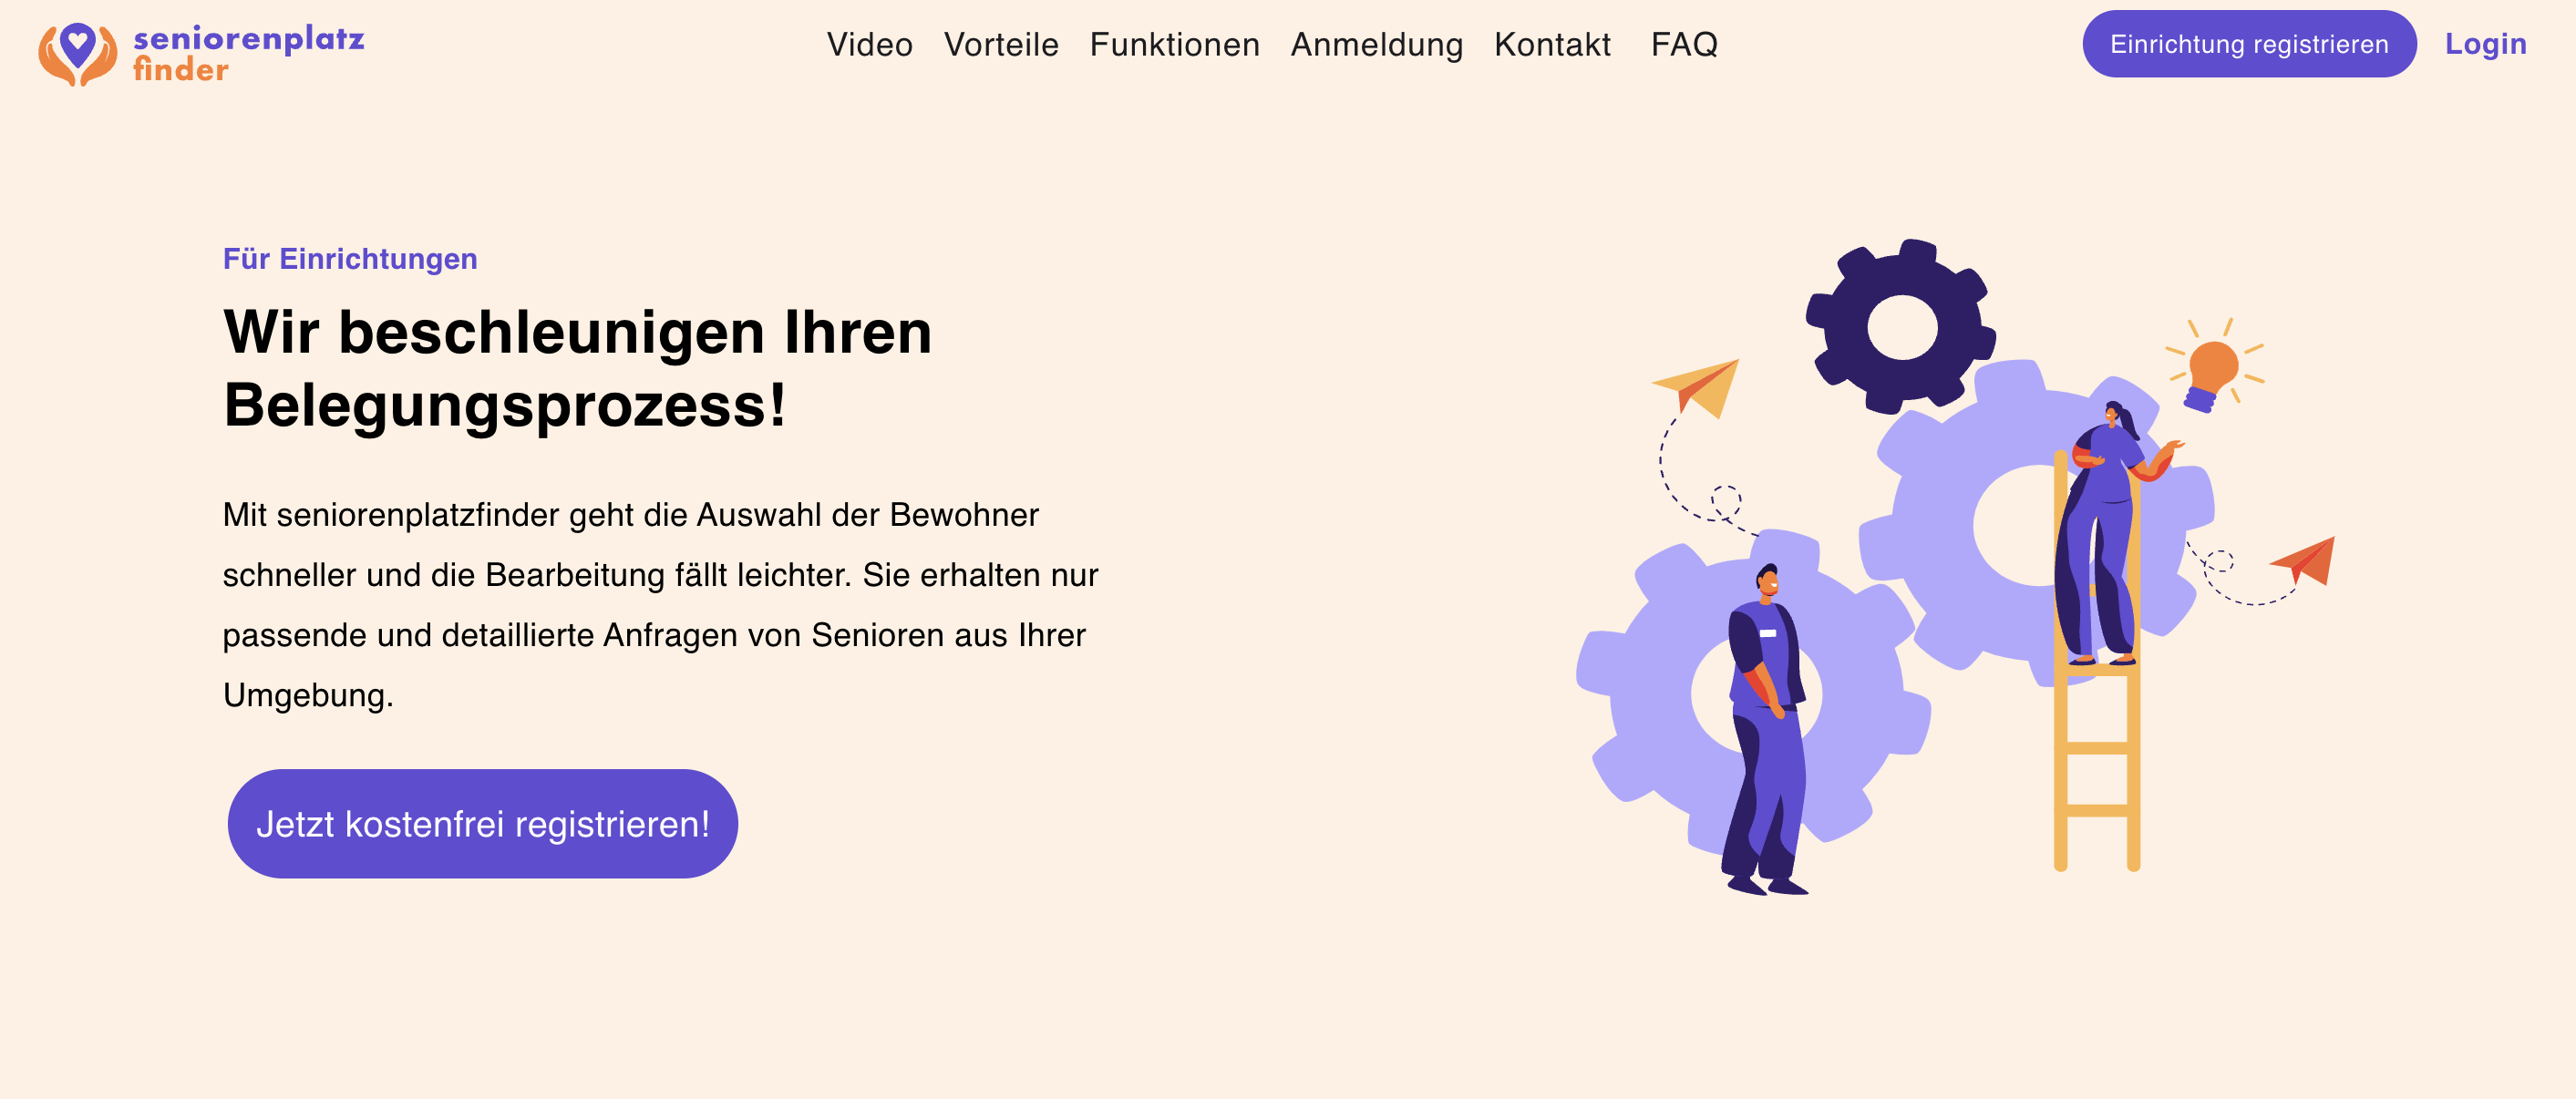 seniorenplatz
finder
Video Vorteile Funktionen Anmeldung Kontakt FAQ
Einrichtung registrieren
Login
Für Einrichtungen
Wir beschleunigen Ihren
Belegungsprozess!
Mit seniorenplatzfinder geht die Auswahl der Bewohner
schneller und die Bearbeitung fällt leichter. Sie erhalten nur
passende und detaillierte Anfragen von Senioren aus Ihrer
Umgebung.
Jetzt kostenfrei registrieren!